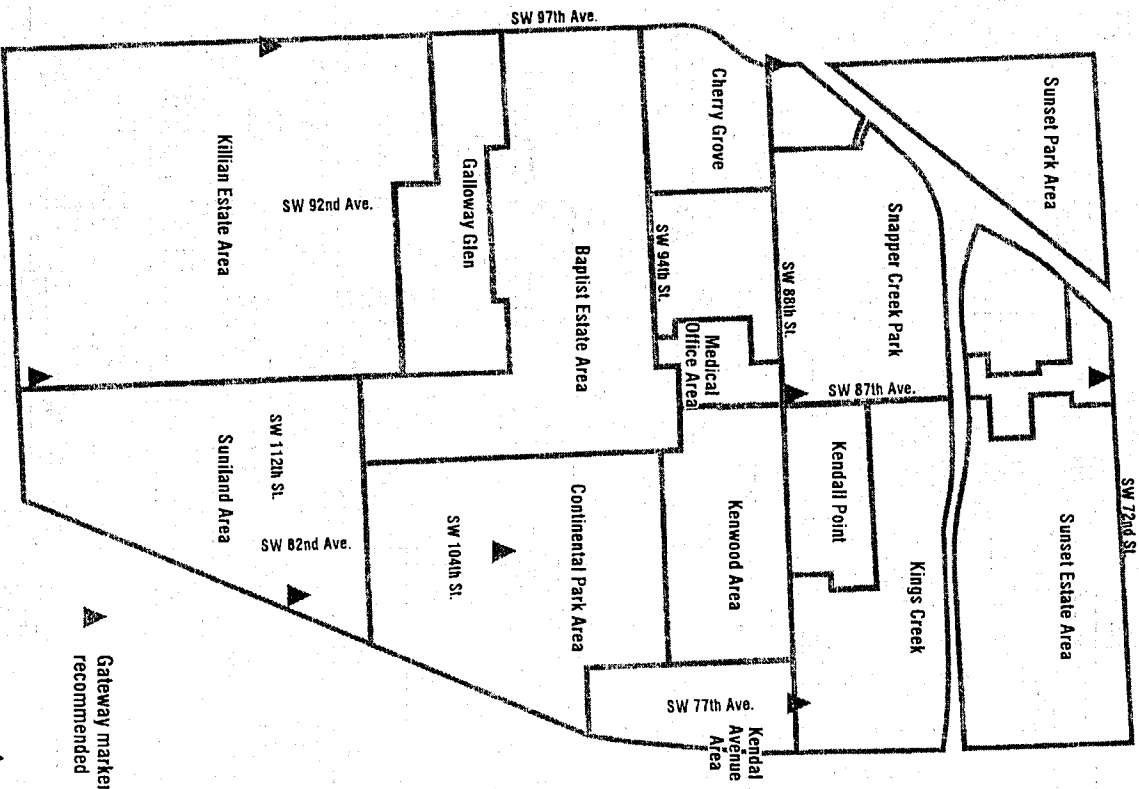 SW 97th Ave.
Sunset Park Area
Cherry Grove
Snapper Creek Park
Killian Estate Area
SW 92nd Ave.
Galloway Glen
Baptist Estate Area
SW 94th St.
SW 88th St.
Medical
Office Area
SW 87th Ave.
Suniland Area
SW 112th St.
SW 82nd Ave.
SW 104th St.
Continental Park Area
Kenwood Area
Kendall Point
Kings Creek
Sunset Estate Area
SW 72nd St.
SW 77th Ave.
Kendal
Avenue
Area
Gateway marker
recommended